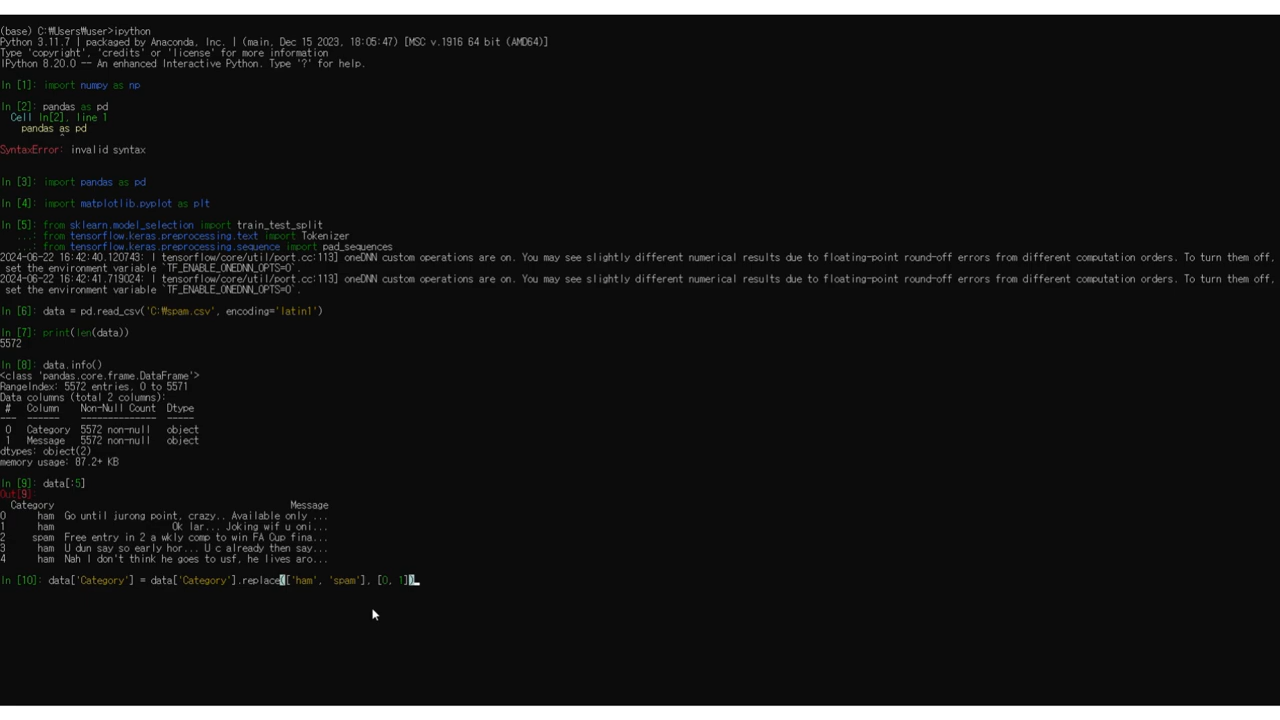 (base) C:₩Users₩user>ipython
Python 3.11.7 | packaged by Anaconda, Inc. | (main, Dec 15 2023, 18:05:47) [MSC v.1916 64 bit (AMD64)]
Type 'copyright', 'credits' or 'license' for more information
IPython 8.20.0 -- An enhanced Interactive Python. Type '?' for help.
In [1]: import numpy as np
In [2]: pandas as pd
Cell In[2], line 1
pandas as pd
^
SyntaxError: invalid syntax
In [3]: import pandas as pd
In [4]: import matplotlib.pyplot as plt
In [5]: from sklearn.model_selection import train_test_split
...: from tensorflow.keras.preprocessing.text import Tokenizer
...: from tensorflow.keras.preprocessing.sequence import pad_sequences
2024-06-22 16:42:40.120743: I tensorflow/core/util/port.cc:113] oneDNN custom operations are on. You may see slightly different numerical results due to floating-point round-off errors from different computation orders. To turn them off,
set the environment variable `TF_ENABLE_ONEDNN_OPTS=0`.
2024-06-22 16:42:41.719024: I tensorflow/core/util/port.cc:113] oneDNN custom operations are on. You may see slightly different numerical results due to floating-point round-off errors from different computation orders. To turn them off,
set the environment variable `TF_ENABLE_ONEDNN_OPTS=0`.
In [6]: data = pd.read_csv('C:₩spam.csv', encoding='latin1')
In [7]: print(len(data))
5572
In [8]: data.info()
<class 'pandas.core.frame.DataFrame'>
RangeIndex: 5572 entries, 0 to 5571
Data columns (total 2 columns):
#   Column    Non-Null Count  Dtype
---  ------    --------------  -----
0   Category  5572 non-null   object
1   Message   5572 non-null   object
dtypes: object(2)
memory usage: 87.2+ KB
In [9]: data[:5]
Out[9]:
Category Message
0 ham Go until jurong point, crazy.. Available only ...
1 ham Ok lar... Joking wif u oni...
2 spam Free entry in 2 a wkly comp to win FA Cup fina...
3 ham U dun say so early hor... U c already then say...
4 ham Nah I don't think he goes to usf, he lives aro...
In [10]: data['Category'] = data['Category'].replace(['ham', 'spam'], [0, 1])